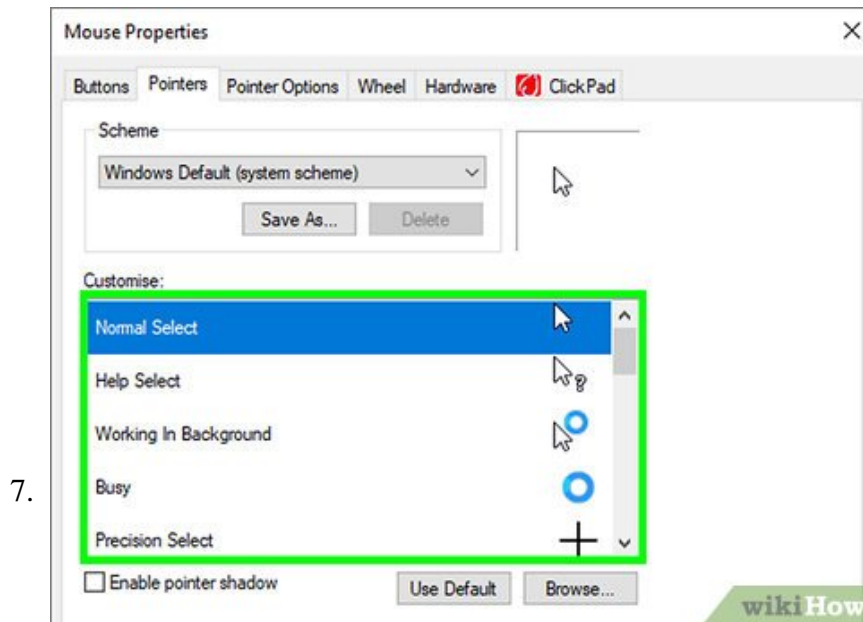 Mouse Properties
Buttons Pointers Pointer Options Wheel Hardware ClickPad
Scheme
Windows Default (system scheme)
Save As... Delete
Customise:
Normal Select
Help Select
Working In Background
Busy
7.
Precision Select
Enable pointer shadow Use Default Browse...
wikiHow